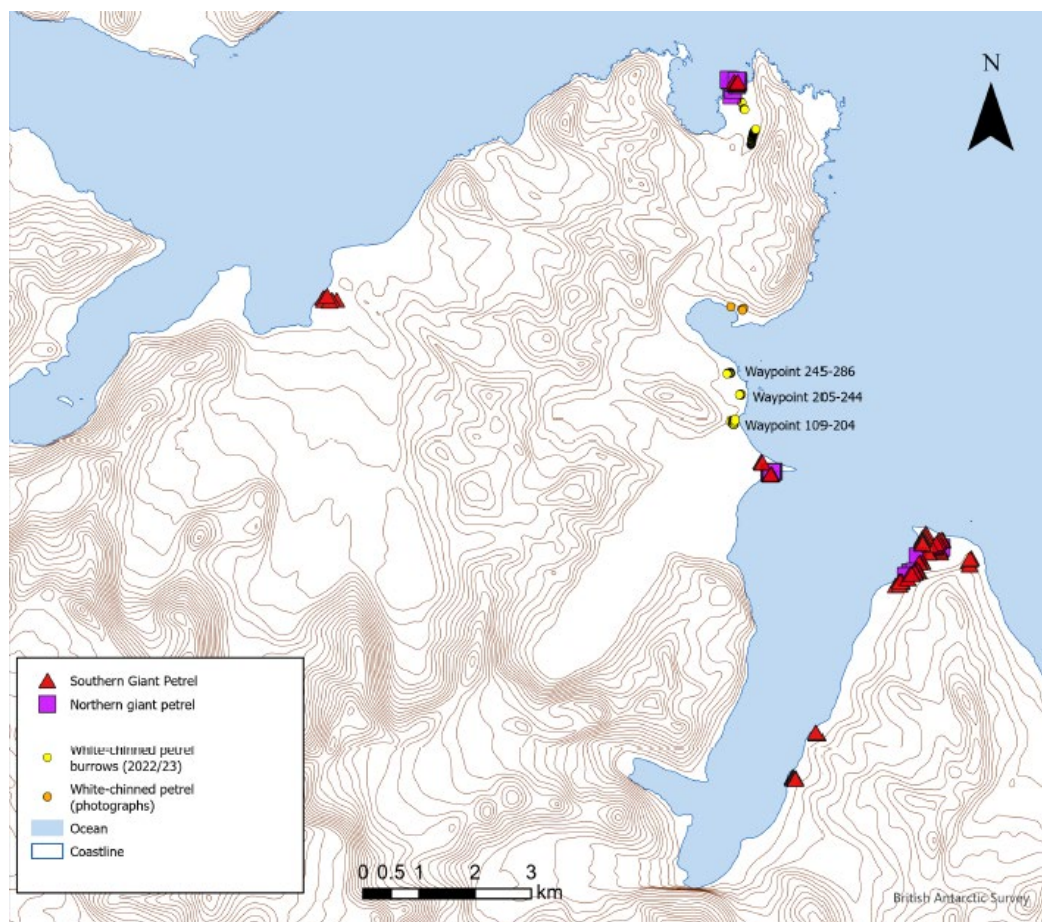 N
Waypoint 245-286
Waypoint 205-244
Waypoint 109-204
Southern Giant Petrel
Northern giant petrel
White-chinned petrel
burrows (2022/23)
White-chinned petrel
(photographs)
Ocean
Coastline
0 0.5 1 2 3
km
British Antarctic Survey